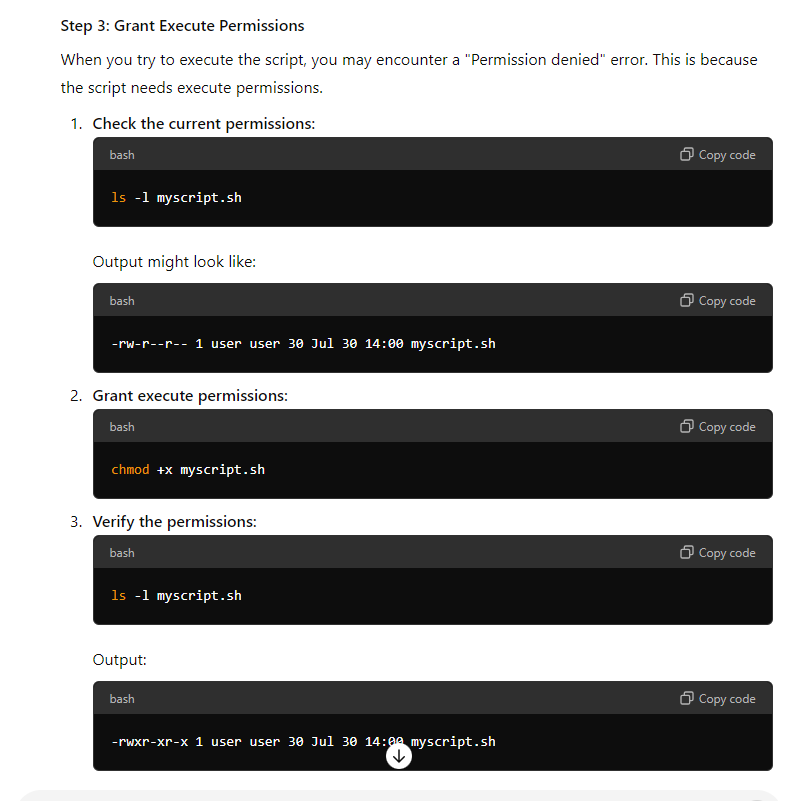 Step 3: Grant Execute Permissions
When you try to execute the script, you may encounter a "Permission denied" error. This is because
the script needs execute permissions.
1. Check the current permissions:
bash Copy code
ls -l myscript.sh
Output might look like:
bash Copy code
-rw-r--r-- 1 user user 30 Jul 30 14:00 myscript.sh
2. Grant execute permissions:
bash Copy code
chmod +x myscript.sh
3. Verify the permissions:
bash Copy code
ls -l myscript.sh
Output:
bash Copy code
-rwxr-xr-x 1 user user 30 Jul 30 14:00 myscript.sh